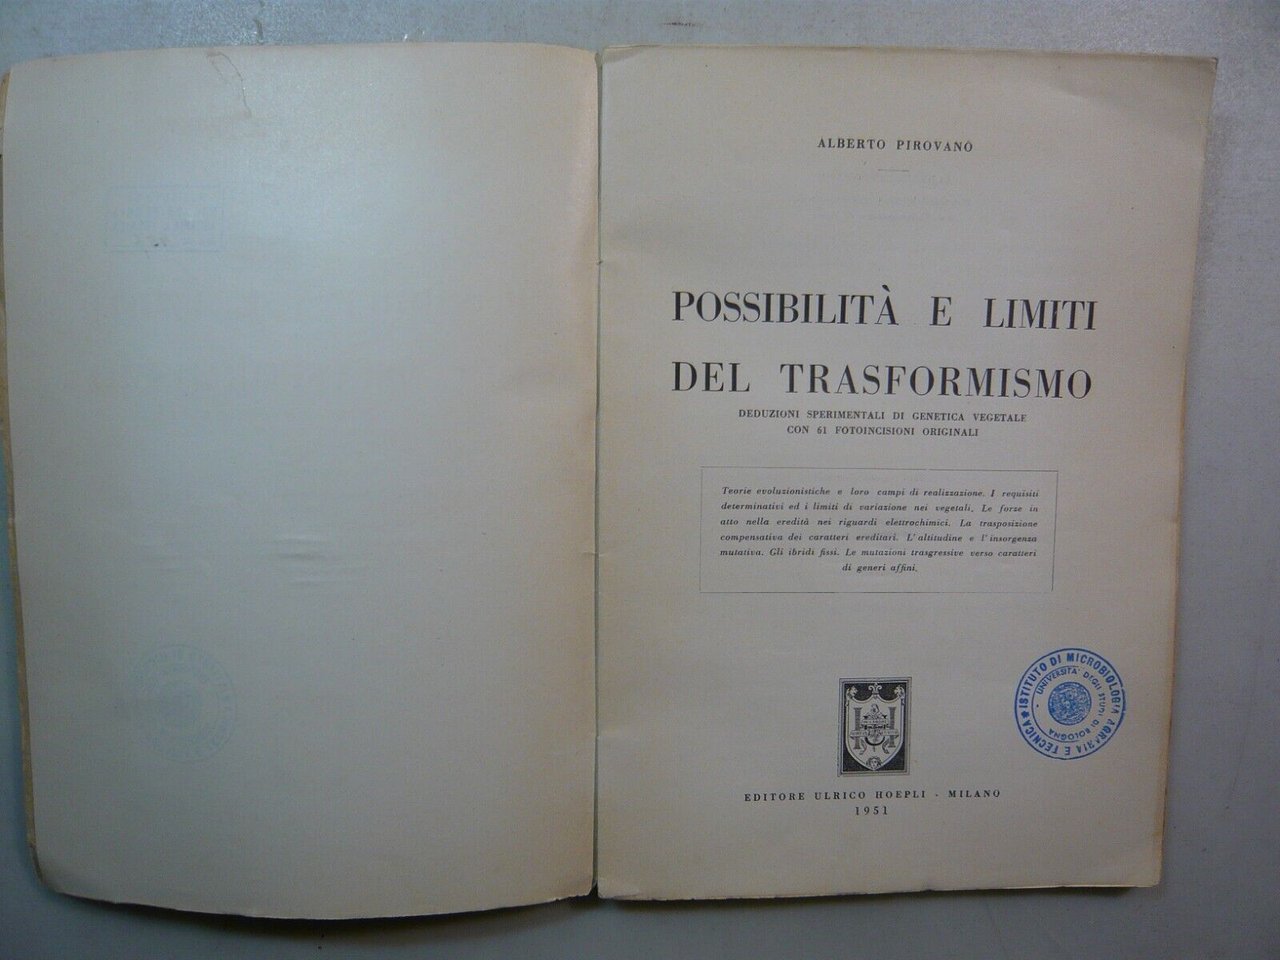 ALBERTO PIROVANO
POSSIBILITÀ E LIMITI
DEL TRASFORMISMO
DEDUZIONI SPERIMENTALI DI GENETICA VEGETALE
CON 61 FOTOINCISIONI ORIGINALI
Teorie evoluzionistiche e loro campi di realizzazione. I requisiti
determinativi ed i limiti di variazione nei vegetali. Le forze in
atto nella eredità nei riguardi elettrochimici. La trasposizione
compensativa dei caratteri ereditari. L'altitudine e l'insorgenza
mutativa. Gli ibridi fissi. Le mutazioni trasgressive verso caratteri
di generi affini.
ISTITUTO DI MICROBIOLOGIA AGRARIA E TECNICA
UNIVERSITA' DEGLI STUDI DI BOLOGNA
EDITORE ULRICO HOEPLI - MILANO
1951